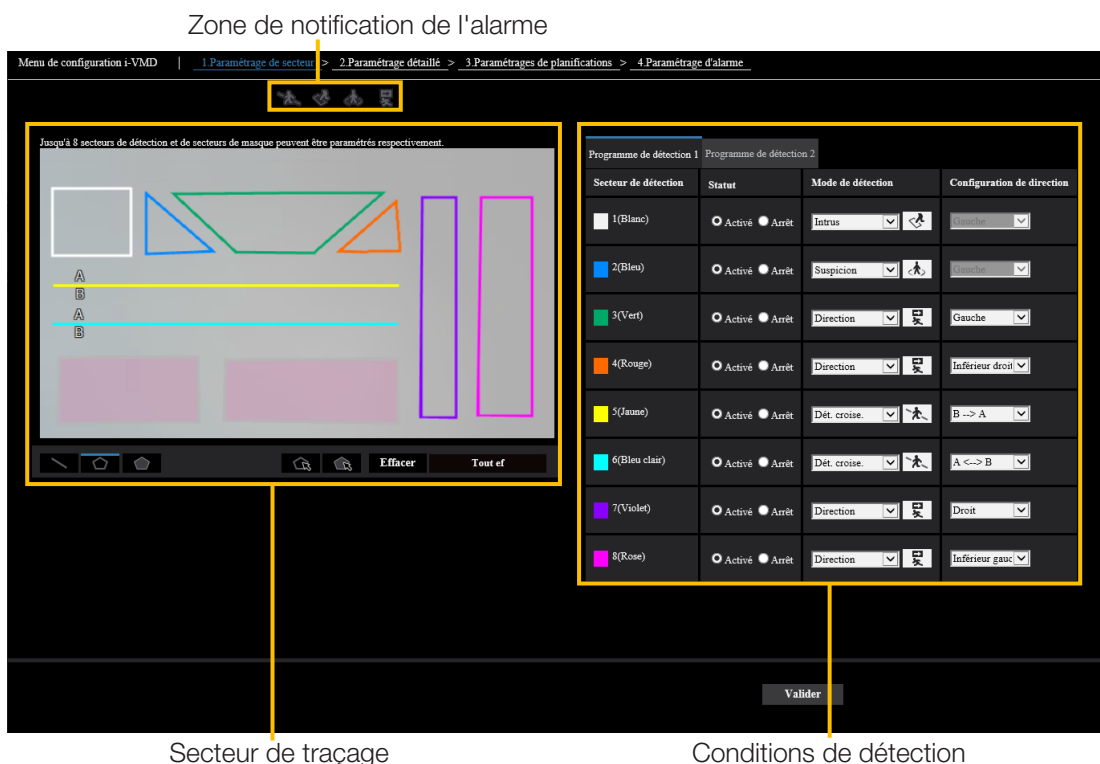 Zone de notification de l'alarme
Menu de configuration i-VMD | 1.Paramétrage de secteur > 2.Paramétrage détaillé > 3.Paramétrages de planifications > 4.Paramétrage d'alarme
Jusqu'à 8 secteurs de détection et de secteurs de masque peuvent être paramétrés respectivement.
A
B
A
B
Effacer Tout ef
Programme de détection 1 Programme de détection 2
Secteur de détection Statut Mode de détection Configuration de direction
1(Blanc) Activé Arrêt Intrus Gauche
2(Bleu) Activé Arrêt Suspicion Gauche
3(Vert) Activé Arrêt Direction Gauche
4(Rouge) Activé Arrêt Direction Inférieur droit
5(Jaune) Activé Arrêt Dét. croise. B --> A
6(Bleu clair) Activé Arrêt Dét. croise. A <--> B
7(Violet) Activé Arrêt Direction Droit
8(Rose) Activé Arrêt Direction Inférieur gauc
Valider
Secteur de traçage Conditions de détection